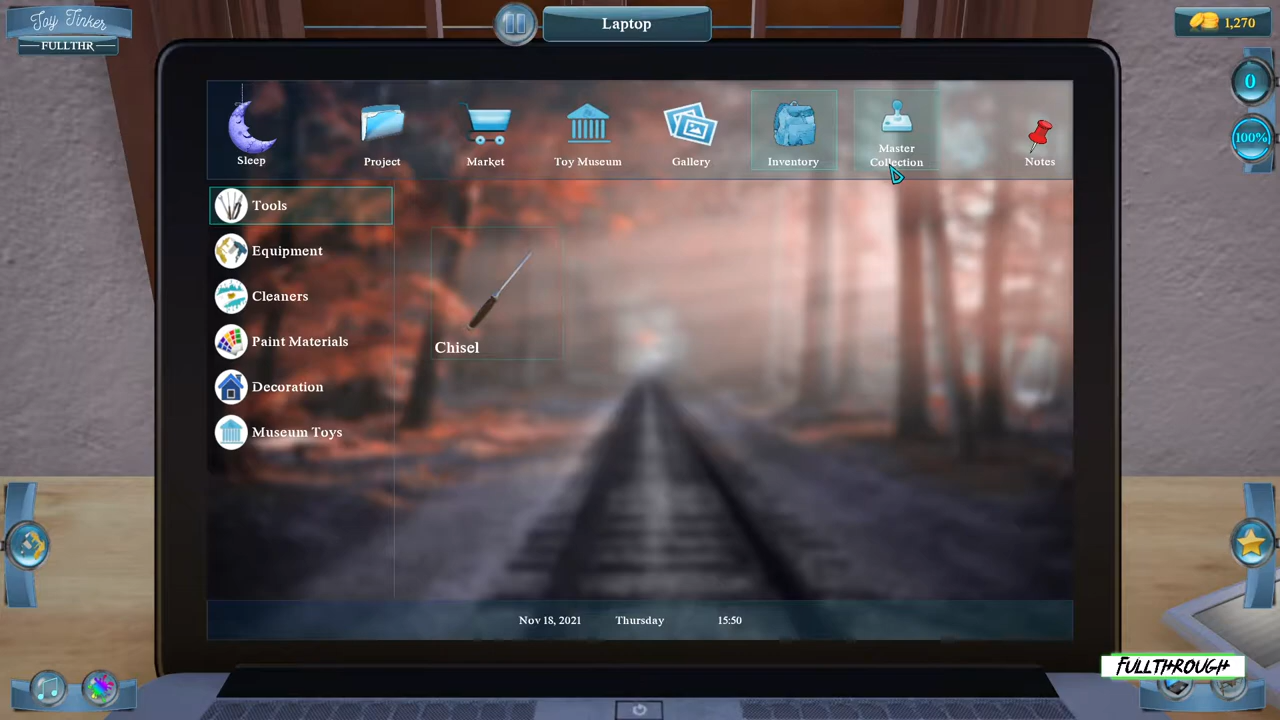 Toy Tinker
FULLTHR
Laptop
1,270
0
100%
Sleep
Project
Market
Toy Museum
Gallery
Inventory
Master
Collection
Notes
Tools
Equipment
Cleaners
Paint Materials
Decoration
Museum Toys
Chisel
Nov 18, 2021 Thursday 15:50
FULLTHROUGH